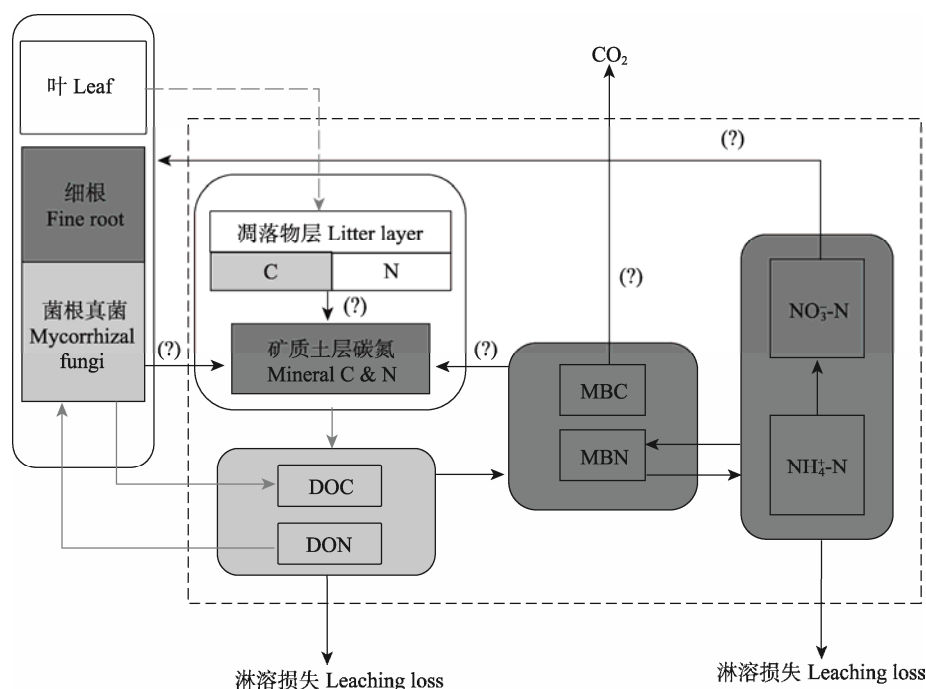 叶 Leaf
CO₂
(?)
细根
Fine root
凋落物层 Litter layer
C
N
(?)
(?)
菌根真菌
Mycorrhizal
fungi
(?)
矿质土层碳氮
Mineral C & N
(?)
NO₃⁻-N
MBC
MBN
NH₄⁺-N
DOC
DON
淋溶损失 Leaching loss
淋溶损失 Leaching loss